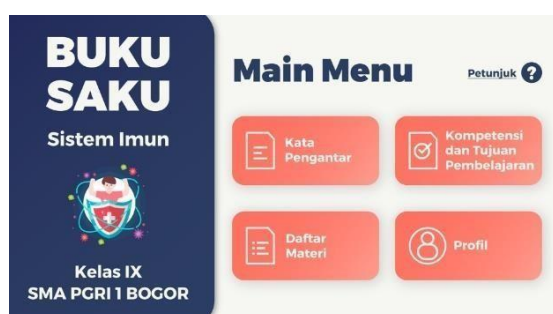 BUKU
SAKU
Sistem Imun
Kelas IX
SMA PGRI 1 BOGOR
Main Menu
Petunjuk ?
Kata
Pengantar
Kompetensi
dan Tujuan
Pembelajaran
Daftar
Materi
Profil